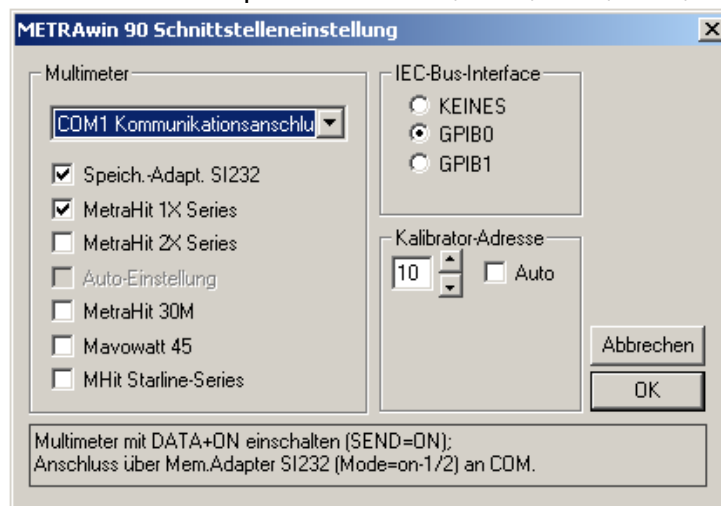 METRAwin 90 Schnittstelleneinstellung
Multimeter
COM1 Kommunikationsanschlu
Speich.-Adapt. SI232
MetraHit 1X Series
MetraHit 2X Series
Auto-Einstellung
MetraHit 30M
Mavowatt 45
MHit Starline-Series
IEC-Bus-Interface
KEINES
GPIB0
GPIB1
Kalibrator-Adresse
10 Auto
Abbrechen
OK
Multimeter mit DATA+ON einschalten (SEND=ON);
Anschluss über Mem.Adapter SI232 (Mode=on-1/2) an COM.